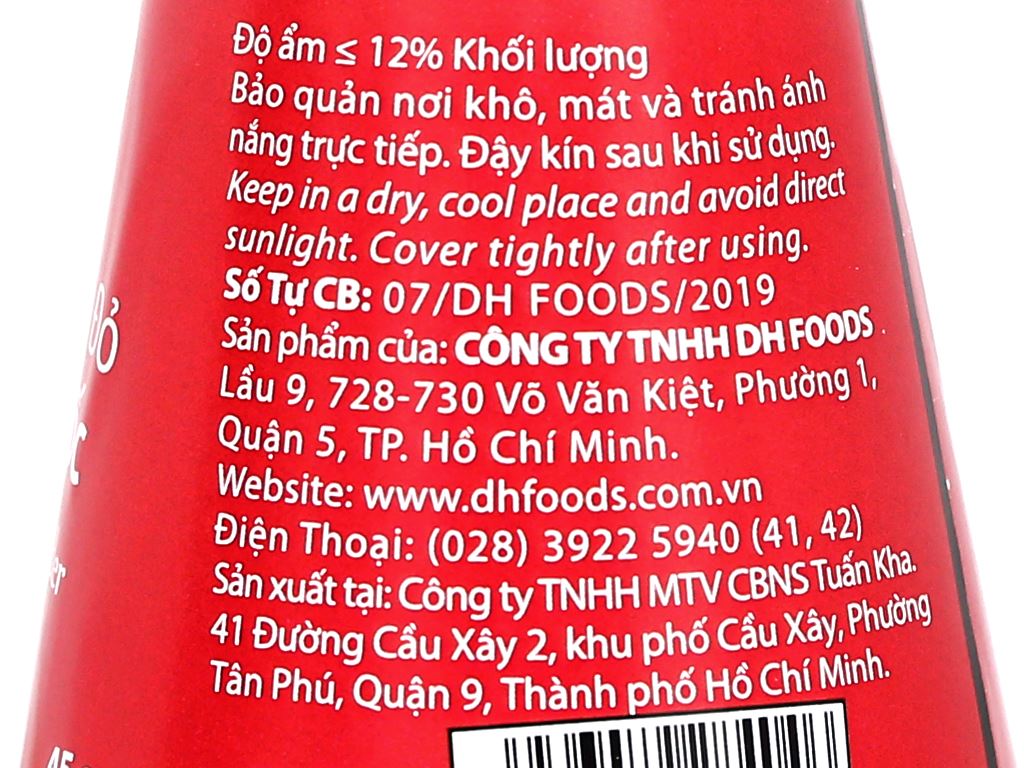 Độ ẩm ≤ 12% Khối lượng
Bảo quản nơi khô, mát và tránh ánh
nắng trực tiếp. Đậy kín sau khi sử dụng.
Keep in a dry, cool place and avoid direct
sunlight. Cover tightly after using.
Số Tự CB: 07/DH FOODS/2019
Sản phẩm của: CÔNG TY TNHH DH FOODS
Lầu 9, 728-730 Võ Văn Kiệt, Phường 1,
Quận 5, TP. Hồ Chí Minh.
Website: www.dhfoods.com.vn
Điện Thoại: (028) 3922 5940 (41, 42)
Sản xuất tại: Công ty TNHH MTV CBNS Tuấn Kha.
41 Đường Cầu Xây 2, khu phố Cầu Xây, Phường
Tân Phú, Quận 9, Thành phố Hồ Chí Minh.
ĐỎ